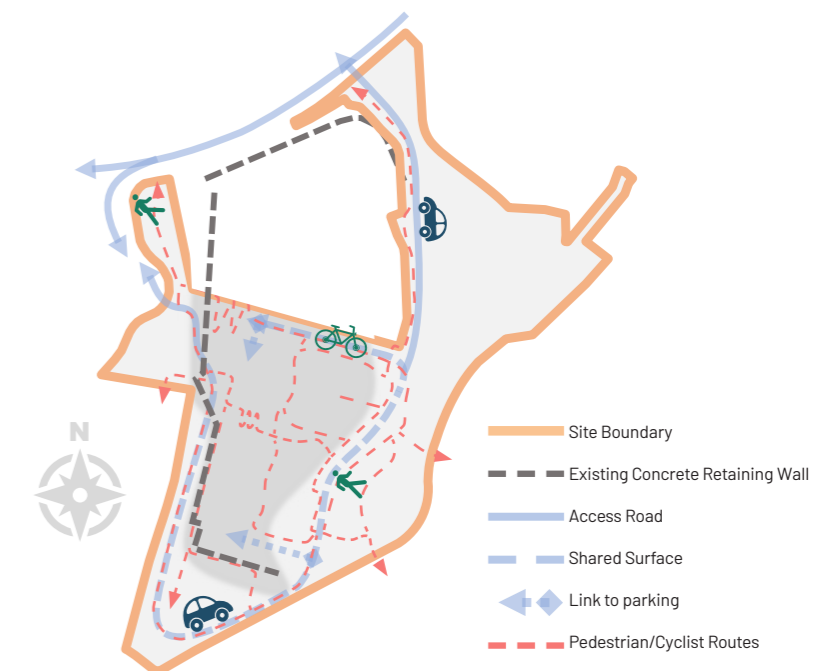 N
Site Boundary
Existing Concrete Retaining Wall
Access Road
Shared Surface
Link to parking
Pedestrian/Cyclist Routes